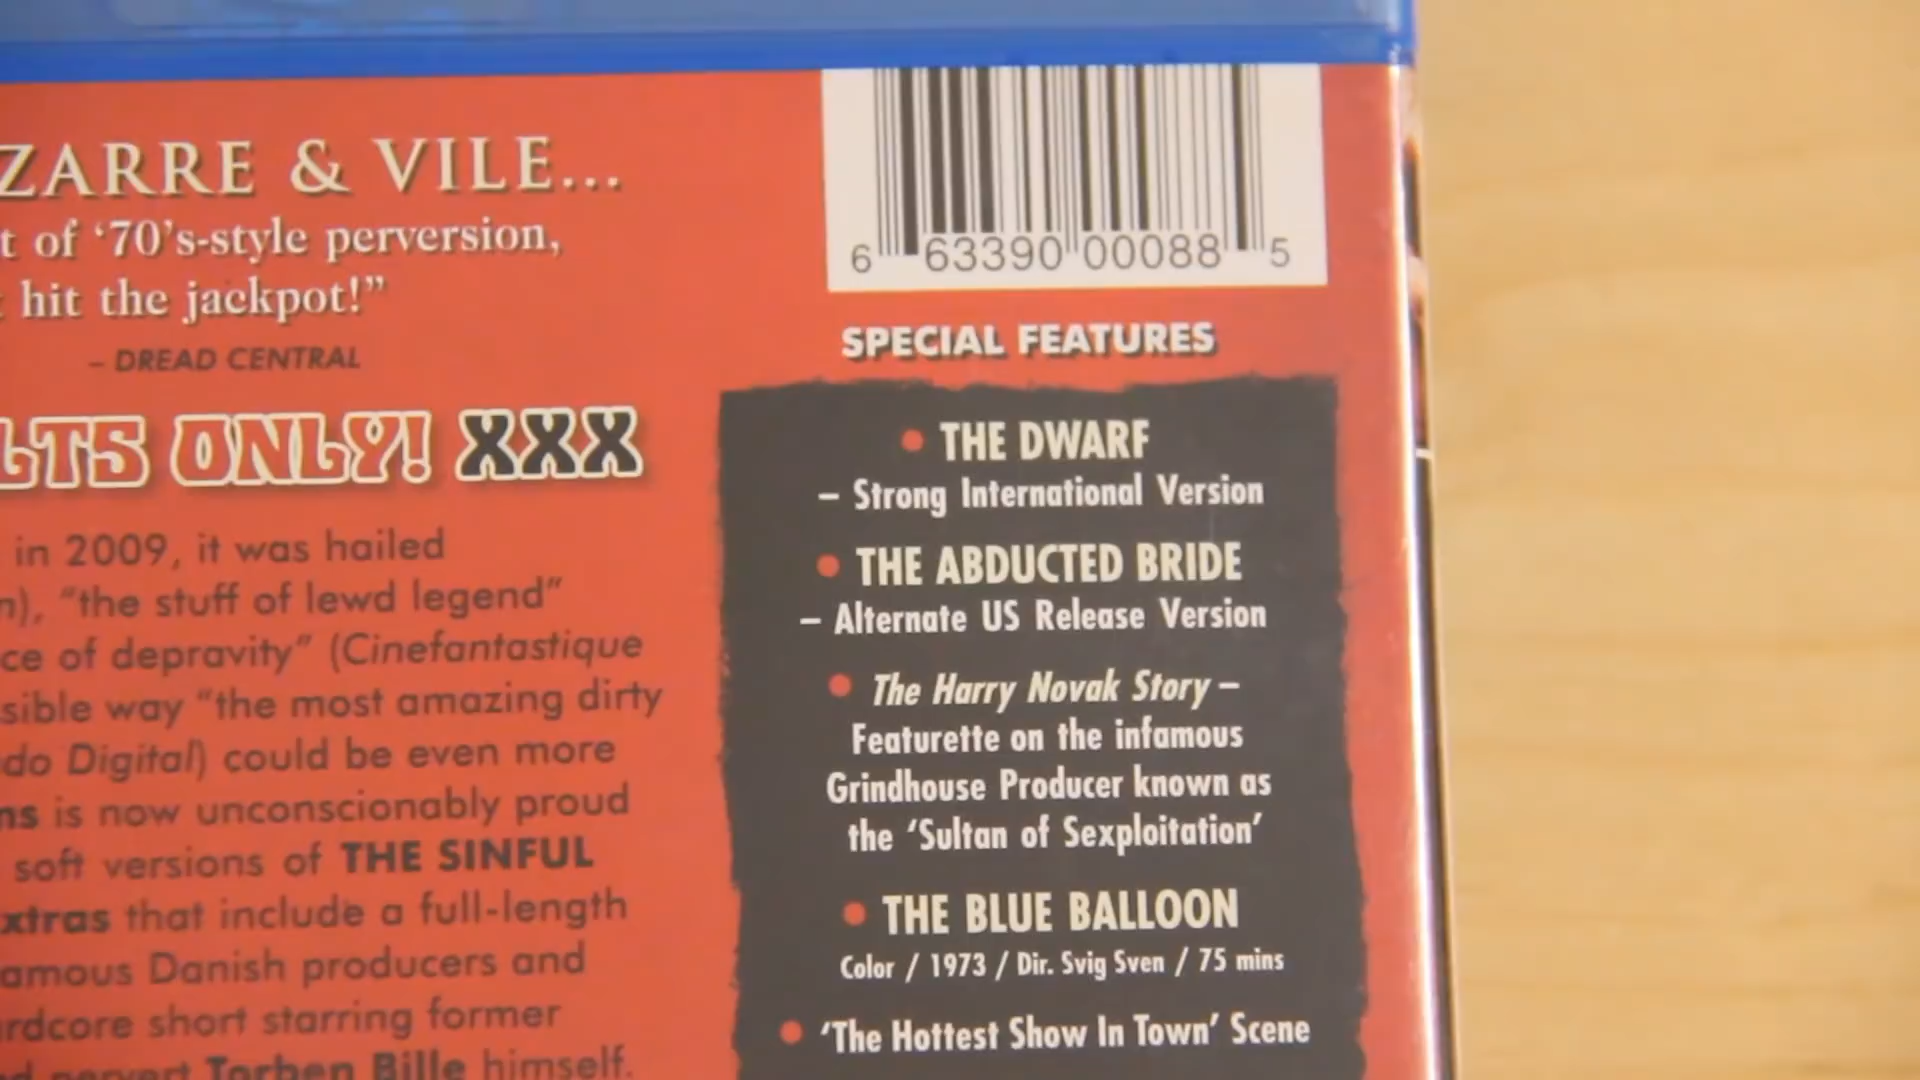 ZARRE & VILE...
t of ‘70’s-style perversion,
hit the jackpot!”
– DREAD CENTRAL
LTS ONLY! XXX
in 2009, it was hailed
n), “the stuff of lewd legend”
ce of depravity” (Cinefantastique
sible way “the most amazing dirty
do Digital) could be even more
ns is now unconscionably proud
soft versions of THE SINFUL
xtras that include a full-length
amous Danish producers and
rdcore short starring former
pervert Torben Bille himself.
6 63390 00088 5
SPECIAL FEATURES
• THE DWARF
– Strong International Version
• THE ABDUCTED BRIDE
– Alternate US Release Version
• The Harry Novak Story –
Featurette on the infamous
Grindhouse Producer known as
the ‘Sultan of Sexploitation’
• THE BLUE BALLOON
Color / 1973 / Dir. Svig Sven / 75 mins
• ‘The Hottest Show In Town’ Scene